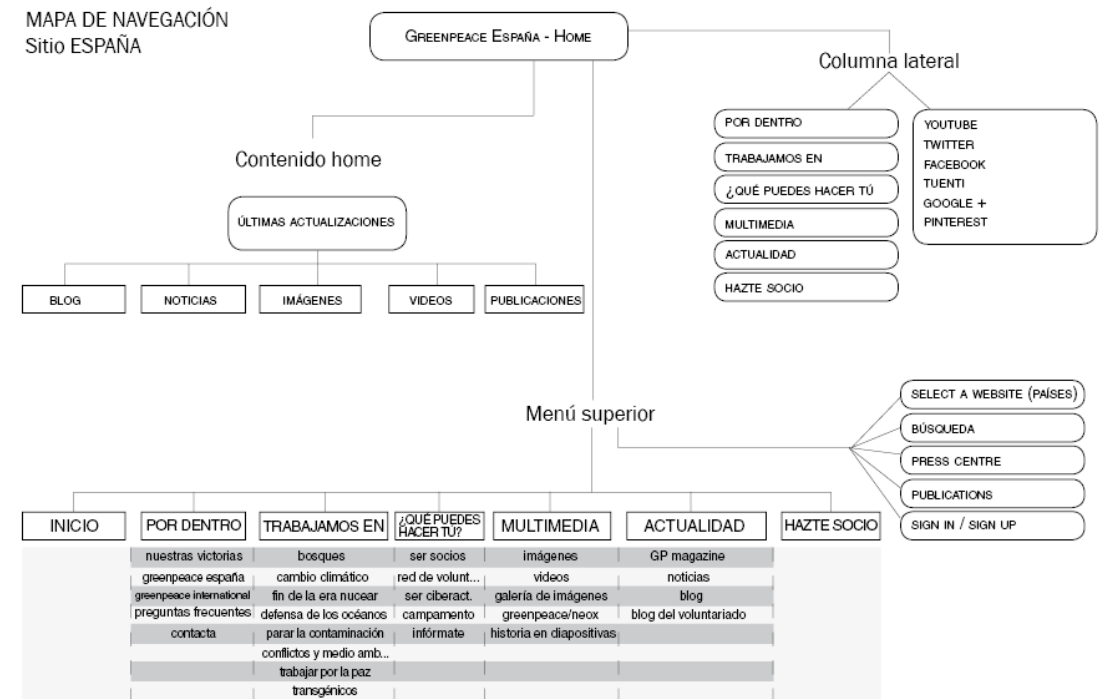 MAPA DE NAVEGACIÓN
Sitio ESPAÑA
GREENPEACE ESPAÑA - HOME
Columna lateral
POR DENTRO
TRABAJAMOS EN
¿QUÉ PUEDES HACER TÚ
MULTIMEDIA
ACTUALIDAD
HAZTE SOCIO
YOUTUBE
TWITTER
FACEBOOK
TUENTI
GOOGLE +
PINTEREST
Contenido home
ÚLTIMAS ACTUALIZACIONES
BLOG
NOTICIAS
IMÁGENES
VIDEOS
PUBLICACIONES
Menú superior
SELECT A WEBSITE (PAÍSES)
BÚSQUEDA
PRESS CENTRE
PUBLICATIONS
SIGN IN / SIGN UP
INICIO
POR DENTRO
nuestras victorias
greenpeace españa
greenpeace international
preguntas frecuentes
contacta
TRABAJAMOS EN
bosques
cambio climático
fin de la era nucear
defensa de los océanos
parar la contaminación
conflictos y medio amb...
trabajar por la paz
transgénicos
¿QUÉ PUEDES
HACER TÚ?
ser socios
red de volunt...
ser ciberact.
campamento
infórmate
MULTIMEDIA
imágenes
videos
galería de imágenes
greenpeace/neox
historia en diapositivas
ACTUALIDAD
GP magazine
noticias
blog
blog del voluntariado
HAZTE SOCIO